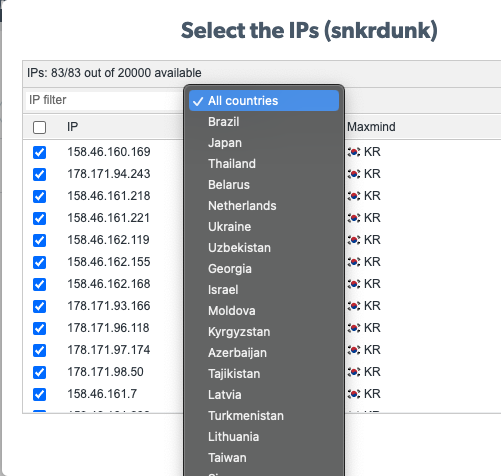 Select the IPs (snkrdunk)
IPs: 83/83 out of 20000 available
IP filter
✓ All countries
Brazil
Japan
Thailand
Belarus
Netherlands
Ukraine
Uzbekistan
Georgia
Israel
Moldova
Kyrgyzstan
Azerbaijan
Tajikistan
Latvia
Turkmenistan
Lithuania
Taiwan
IP Maxmind
158.46.160.169 KR
178.171.94.243 KR
158.46.161.218 KR
158.46.161.221 KR
158.46.162.119 KR
158.46.162.155 KR
158.46.162.168 KR
178.171.93.166 KR
178.171.96.118 KR
178.171.97.174 KR
178.171.98.50 KR
158.46.161.7 KR